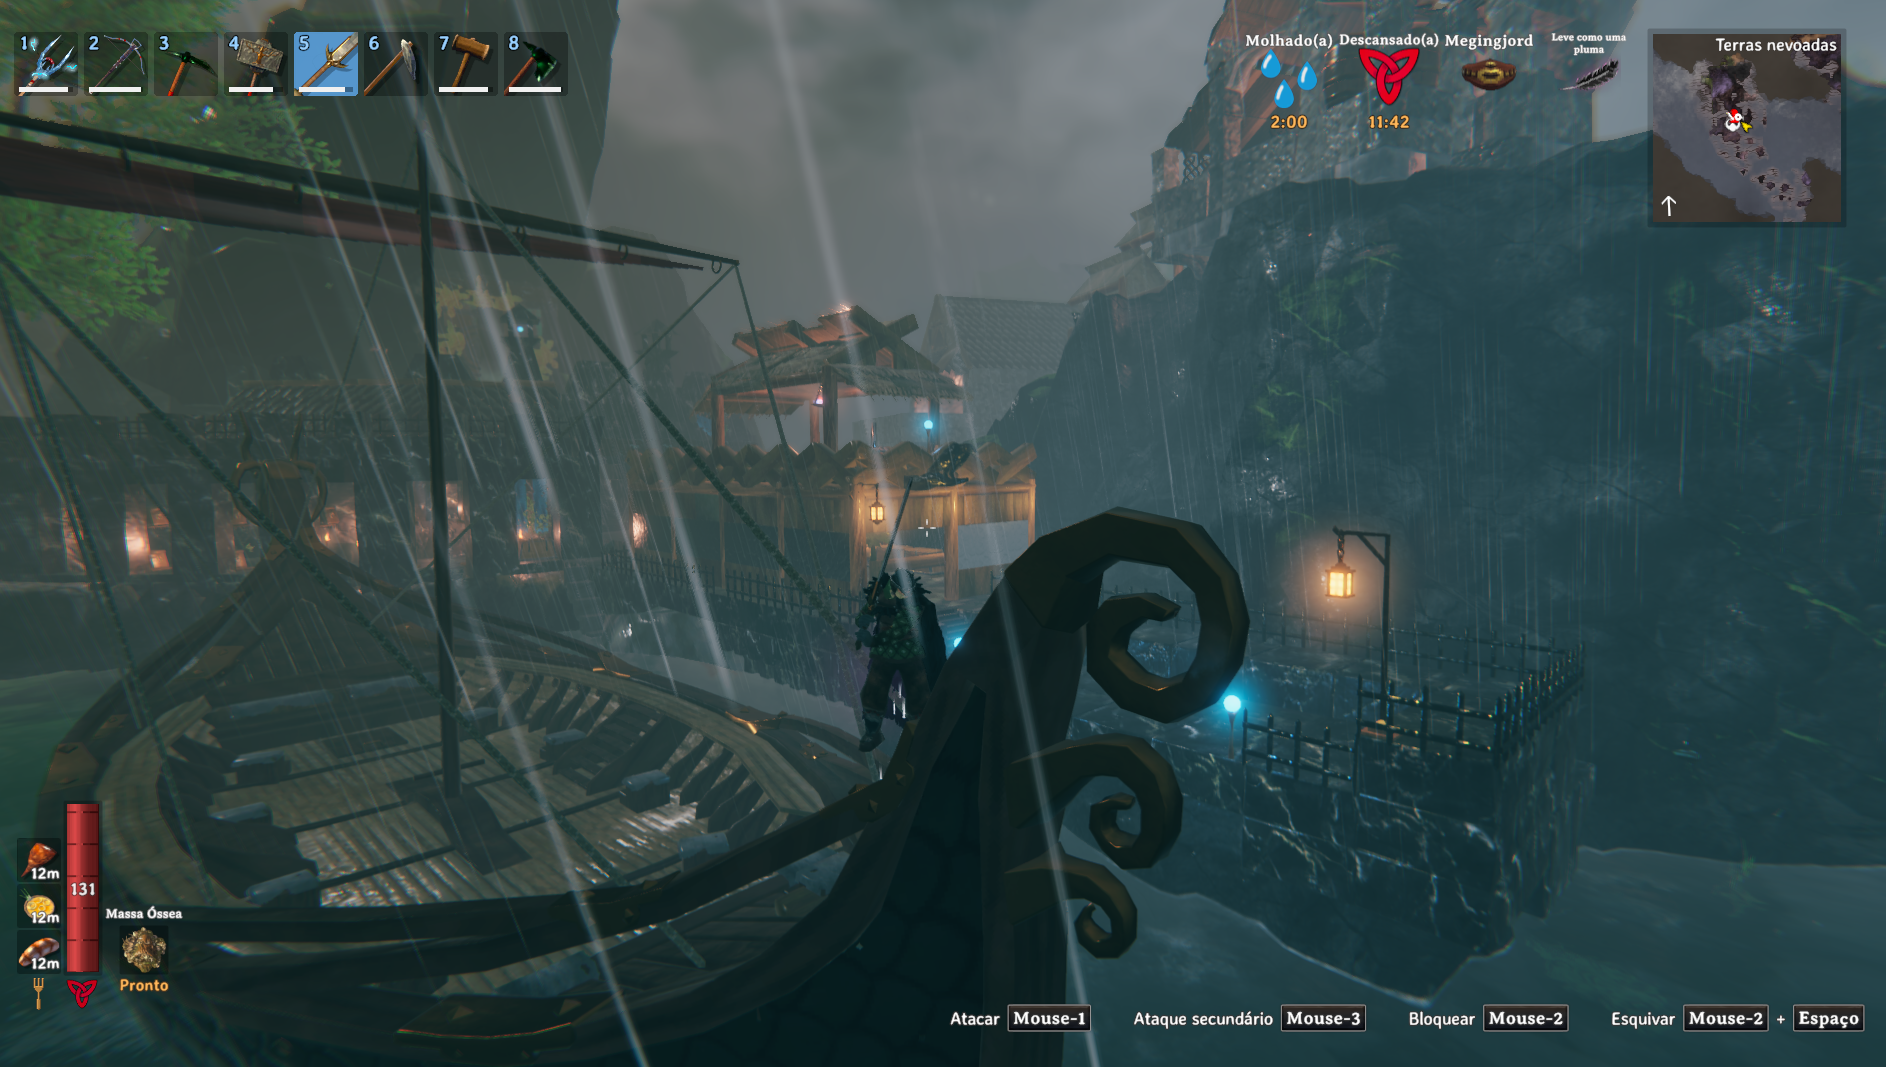 1 2 3 4 5 6 7 8
Molhado(a) Descansado(a) Megingjord Leve como uma
pluma
2:00 11:42
Terras nevoadas
12m
131
12m
12m
Massa Óssea
Pronto
Atacar Mouse-1 Ataque secundário Mouse-3 Bloquear Mouse-2 Esquivar Mouse-2 + Espaço